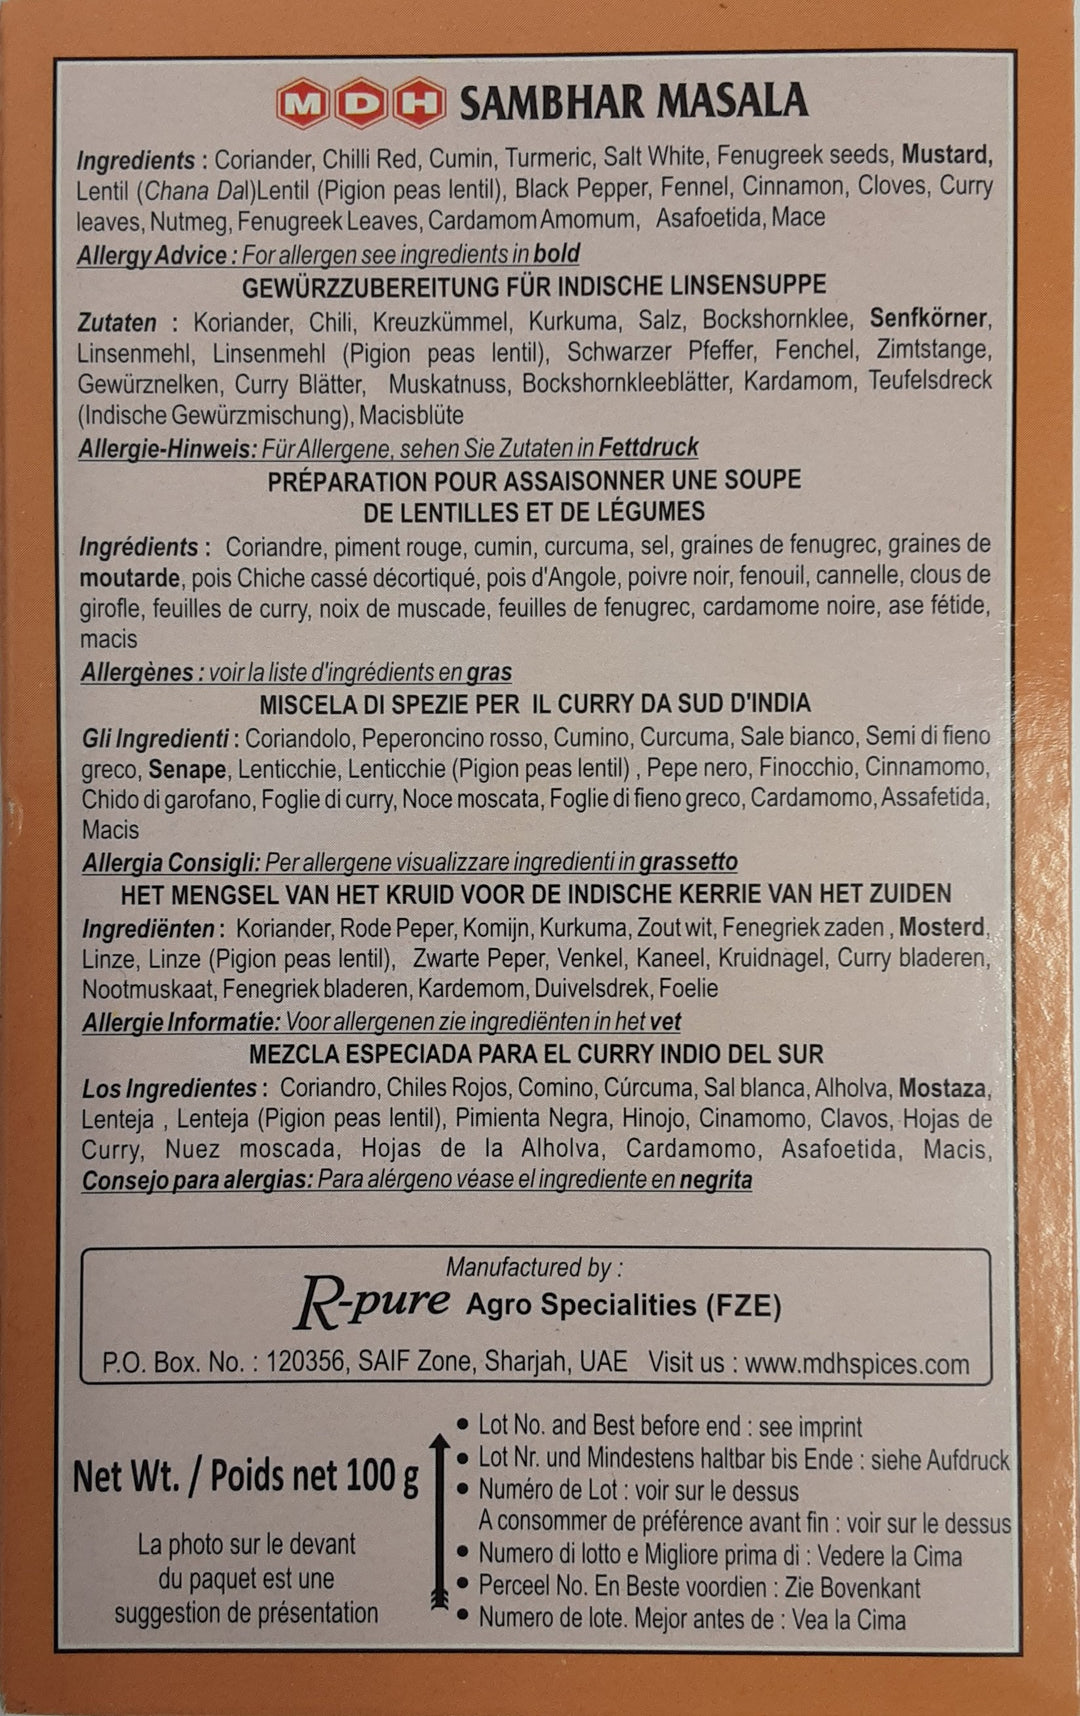 MDH SAMBHAR MASALA
Ingredients : Coriander, Chilli Red, Cumin, Turmeric, Salt White, Fenugreek seeds, Mustard,
Lentil (Chana Dal)Lentil (Pigion peas lentil), Black Pepper, Fennel, Cinnamon, Cloves, Curry
leaves, Nutmeg, Fenugreek Leaves, Cardamom Amomum, Asafoetida, Mace
Allergy Advice : For allergen see ingredients in bold
GEWÜRZZUBEREITUNG FÜR INDISCHE LINSENSUPPE
Zutaten : Koriander, Chili, Kreuzkümmel, Kurkuma, Salz, Bockshornklee, Senfkörner,
Linsenmehl, Linsenmehl (Pigion peas lentil), Schwarzer Pfeffer, Fenchel, Zimtstange,
Gewürznelken, Curry Blätter, Muskatnuss, Bockshornkleeblätter, Kardamom, Teufelsdreck
(Indische Gewürzmischung), Macisblüte
Allergie-Hinweis: Für Allergene, sehen Sie Zutaten in Fettdruck
PRÉPARATION POUR ASSAISONNER UNE SOUPE
DE LENTILLES ET DE LÉGUMES
Ingrédients : Coriandre, piment rouge, cumin, curcuma, sel, graines de fenugrec, graines de
moutarde, pois Chiche cassé décortiqué, pois d'Angole, poivre noir, fenouil, cannelle, clous de
girofle, feuilles de curry, noix de muscade, feuilles de fenugrec, cardamome noire, ase fétide,
macis
Allergènes : voir la liste d'ingrédients en gras
MISCELA DI SPEZIE PER IL CURRY DA SUD D'INDIA
Gli Ingredienti : Coriandolo, Peperoncino rosso, Cumino, Curcuma, Sale bianco, Semi di fieno
greco, Senape, Lenticchie, Lenticchie (Pigion peas lentil) , Pepe nero, Finocchio, Cinnamomo,
Chido di garofano, Foglie di curry, Noce moscata, Foglie di fieno greco, Cardamomo, Assafetida,
Macis
Allergia Consigli: Per allergene visualizzare ingredienti in grassetto
HET MENGSEL VAN HET KRUID VOOR DE INDISCHE KERRIE VAN HET ZUIDEN
Ingrediënten : Koriander, Rode Peper, Komijn, Kurkuma, Zout wit, Fenegriek zaden , Mosterd,
Linze, Linze (Pigion peas lentil), Zwarte Peper, Venkel, Kaneel, Kruidnagel, Curry bladeren,
Nootmuskaat, Fenegriek bladeren, Kardemom, Duivelsdrek, Foelie
Allergie Informatie: Voor allergenen zie ingrediënten in het vet
MEZCLA ESPECIADA PARA EL CURRY INDIO DEL SUR
Los Ingredientes : Coriandro, Chiles Rojos, Comino, Cúrcuma, Sal blanca, Alholva, Mostaza,
Lenteja , Lenteja (Pigion peas lentil), Pimienta Negra, Hinojo, Cinamomo, Clavos, Hojas de
Curry, Nuez moscada, Hojas de la Alholva, Cardamomo, Asafoetida, Macis,
Consejo para alergias: Para alérgeno véase el ingrediente en negrita
Manufactured by :
R-pure Agro Specialities (FZE)
P.O. Box. No. : 120356, SAIF Zone, Sharjah, UAE Visit us : www.mdhspices.com
Net Wt. / Poids net 100 g
La photo sur le devant
du paquet est une
suggestion de présentation
• Lot No. and Best before end : see imprint
• Lot Nr. und Mindestens haltbar bis Ende : siehe Aufdruck
• Numéro de Lot : voir sur le dessus
A consommer de préférence avant fin : voir sur le dessus
• Numero di lotto e Migliore prima di : Vedere la Cima
• Perceel No. En Beste voordien : Zie Bovenkant
• Numero de lote. Mejor antes de : Vea la Cima